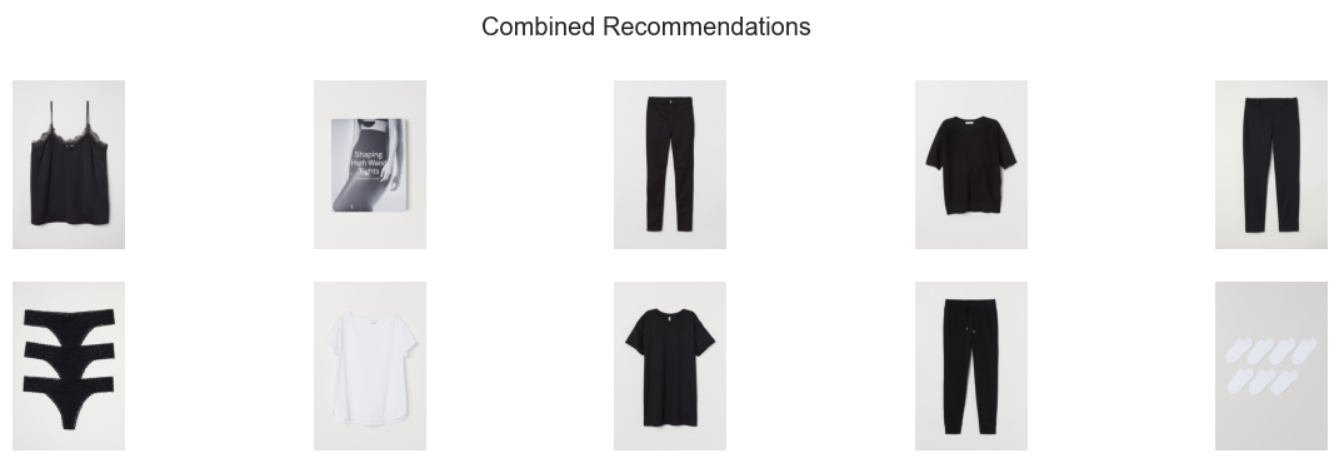 Combined Recommendations
Shaping
High Waist
Tights